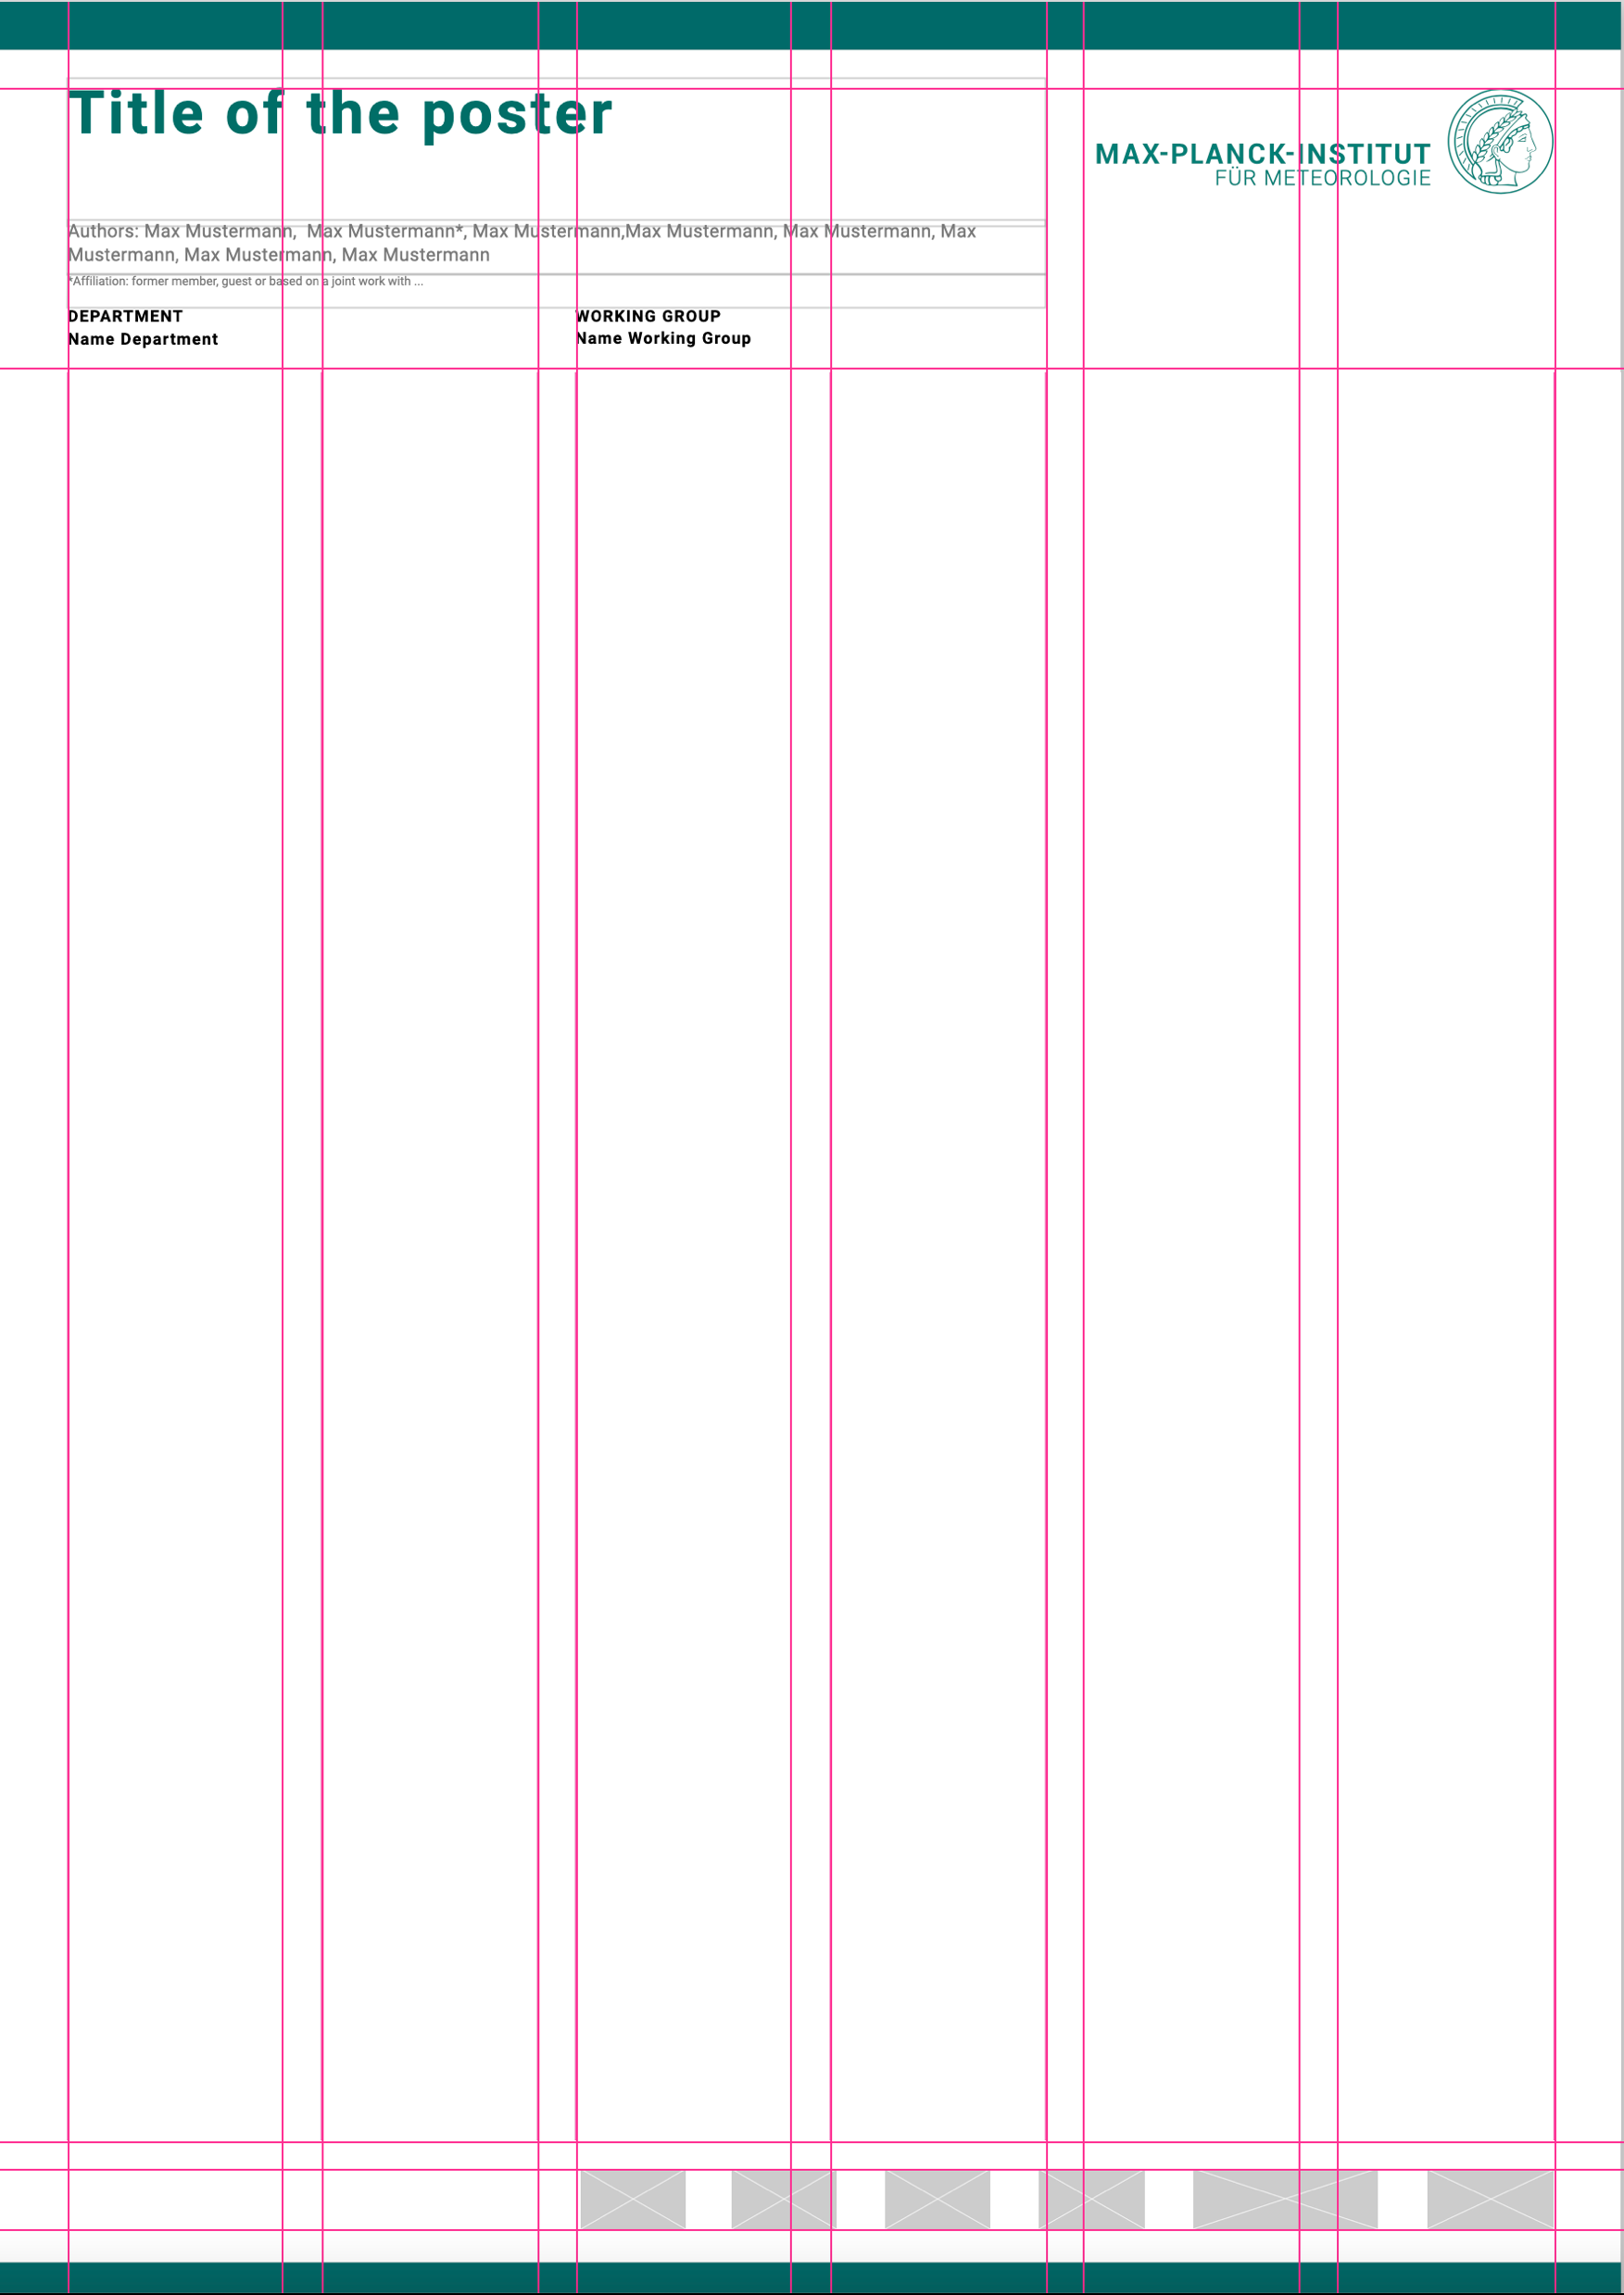 Title of the poster
MAX-PLANCK-INSTITUT
FÜR METEOROLOGIE
Authors: Max Mustermann,  Max Mustermann*, Max Mustermann,Max Mustermann, Max Mustermann, Max
Mustermann, Max Mustermann, Max Mustermann
*Affiliation: former member, guest or based on a joint work with ...
DEPARTMENT
Name Department
WORKING GROUP
Name Working Group